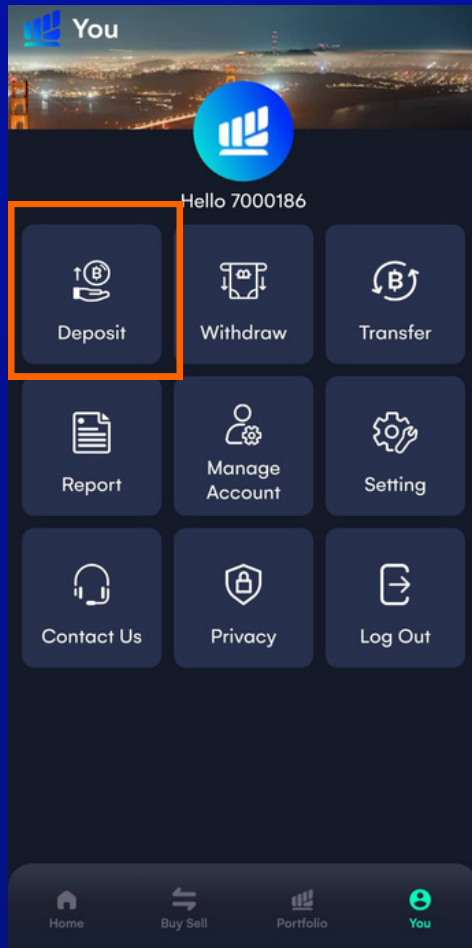 You
Hello 7000186
Deposit
Withdraw
Transfer
Report
Manage
Account
Setting
Contact Us
Privacy
Log Out
Home
Buy Sell
Portfolio
You